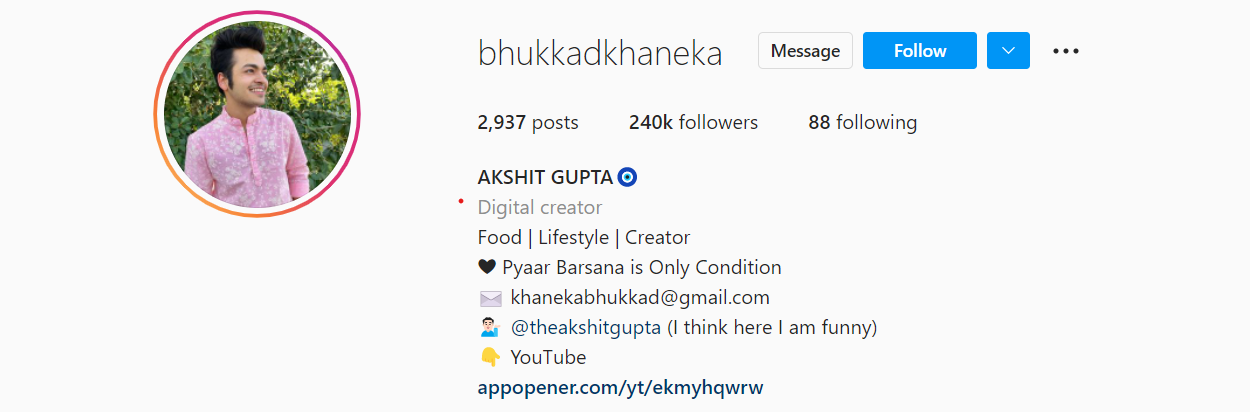 bhukkadkhaneka Message Follow
2,937 posts 240k followers 88 following
AKSHIT GUPTA🧿
Digital creator
Food | Lifestyle | Creator
🖤 Pyaar Barsana is Only Condition
✉️ khanekabhukkad@gmail.com
💁🏻‍♂️ @theakshitgupta (I think here I am funny)
👇 YouTube
appopener.com/yt/ekmyhqwrw